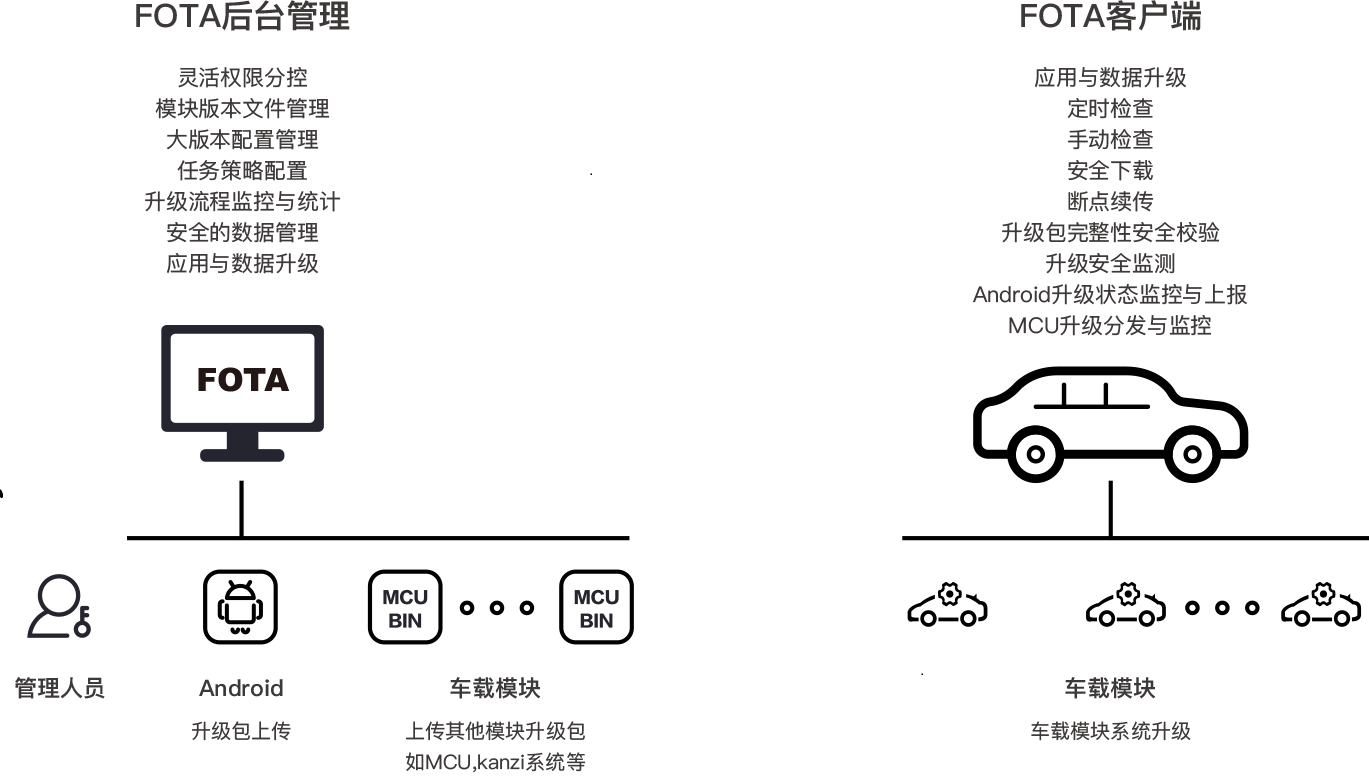 FOTA后台管理
灵活权限分控
模块版本文件管理
大版本配置管理
任务策略配置
升级流程监控与统计
安全的数据管理
应用与数据升级
FOTA
管理人员
Android
升级包上传
MCU
BIN
MCU
BIN
车载模块
上传其他模块升级包
如MCU,kanzi系统等
FOTA客户端
应用与数据升级
定时检查
手动检查
安全下载
断点续传
升级包完整性安全校验
升级安全监测
Android升级状态监控与上报
MCU升级分发与监控
车载模块
车载模块系统升级